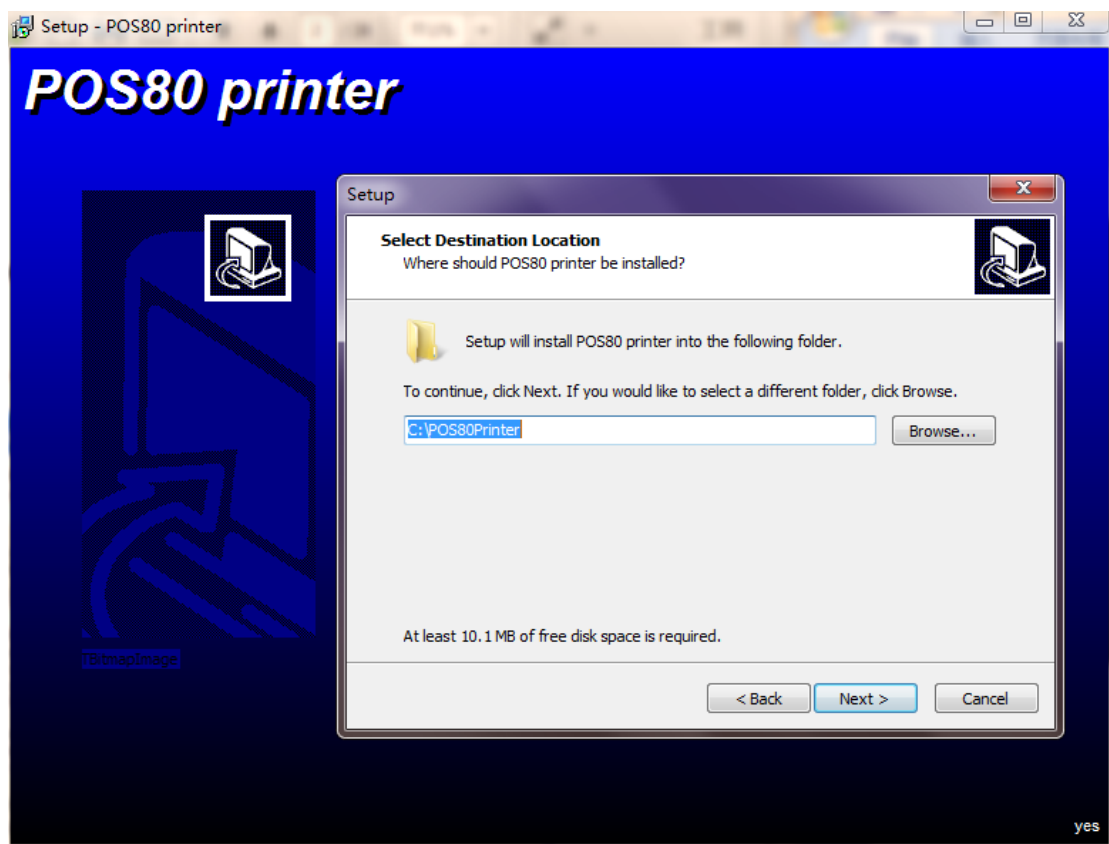 Setup - POS80 printer
POS80 printer
Setup
Select Destination Location
Where should POS80 printer be installed?
Setup will install POS80 printer into the following folder.
To continue, click Next. If you would like to select a different folder, click Browse.
C:\POS80Printer
Browse...
At least 10.1 MB of free disk space is required.
< Back
Next >
Cancel
yes